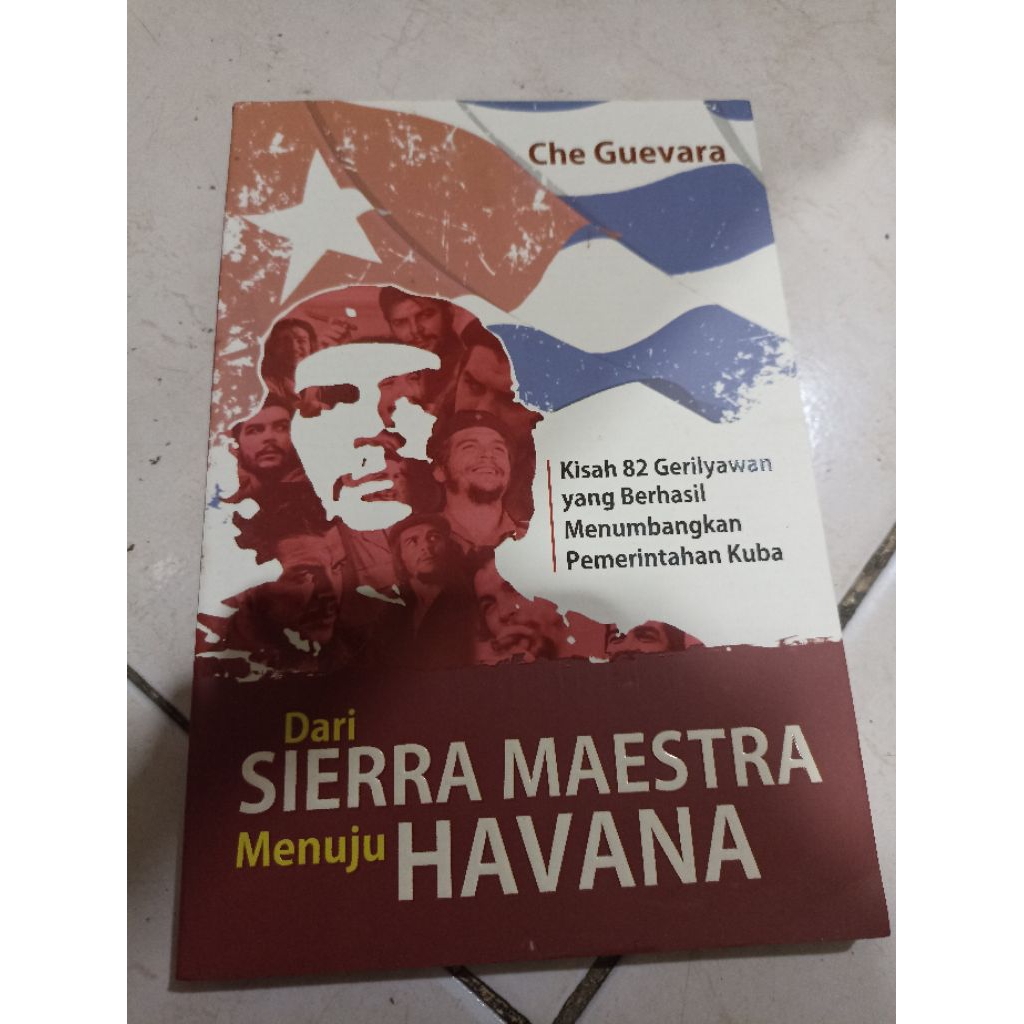 Che Guevara
Kisah 82 Gerilyawan
yang Berhasil
Menumbangkan
Pemerintahan Kuba
Dari
SIERRA MAESTRA
Menuju HAVANA